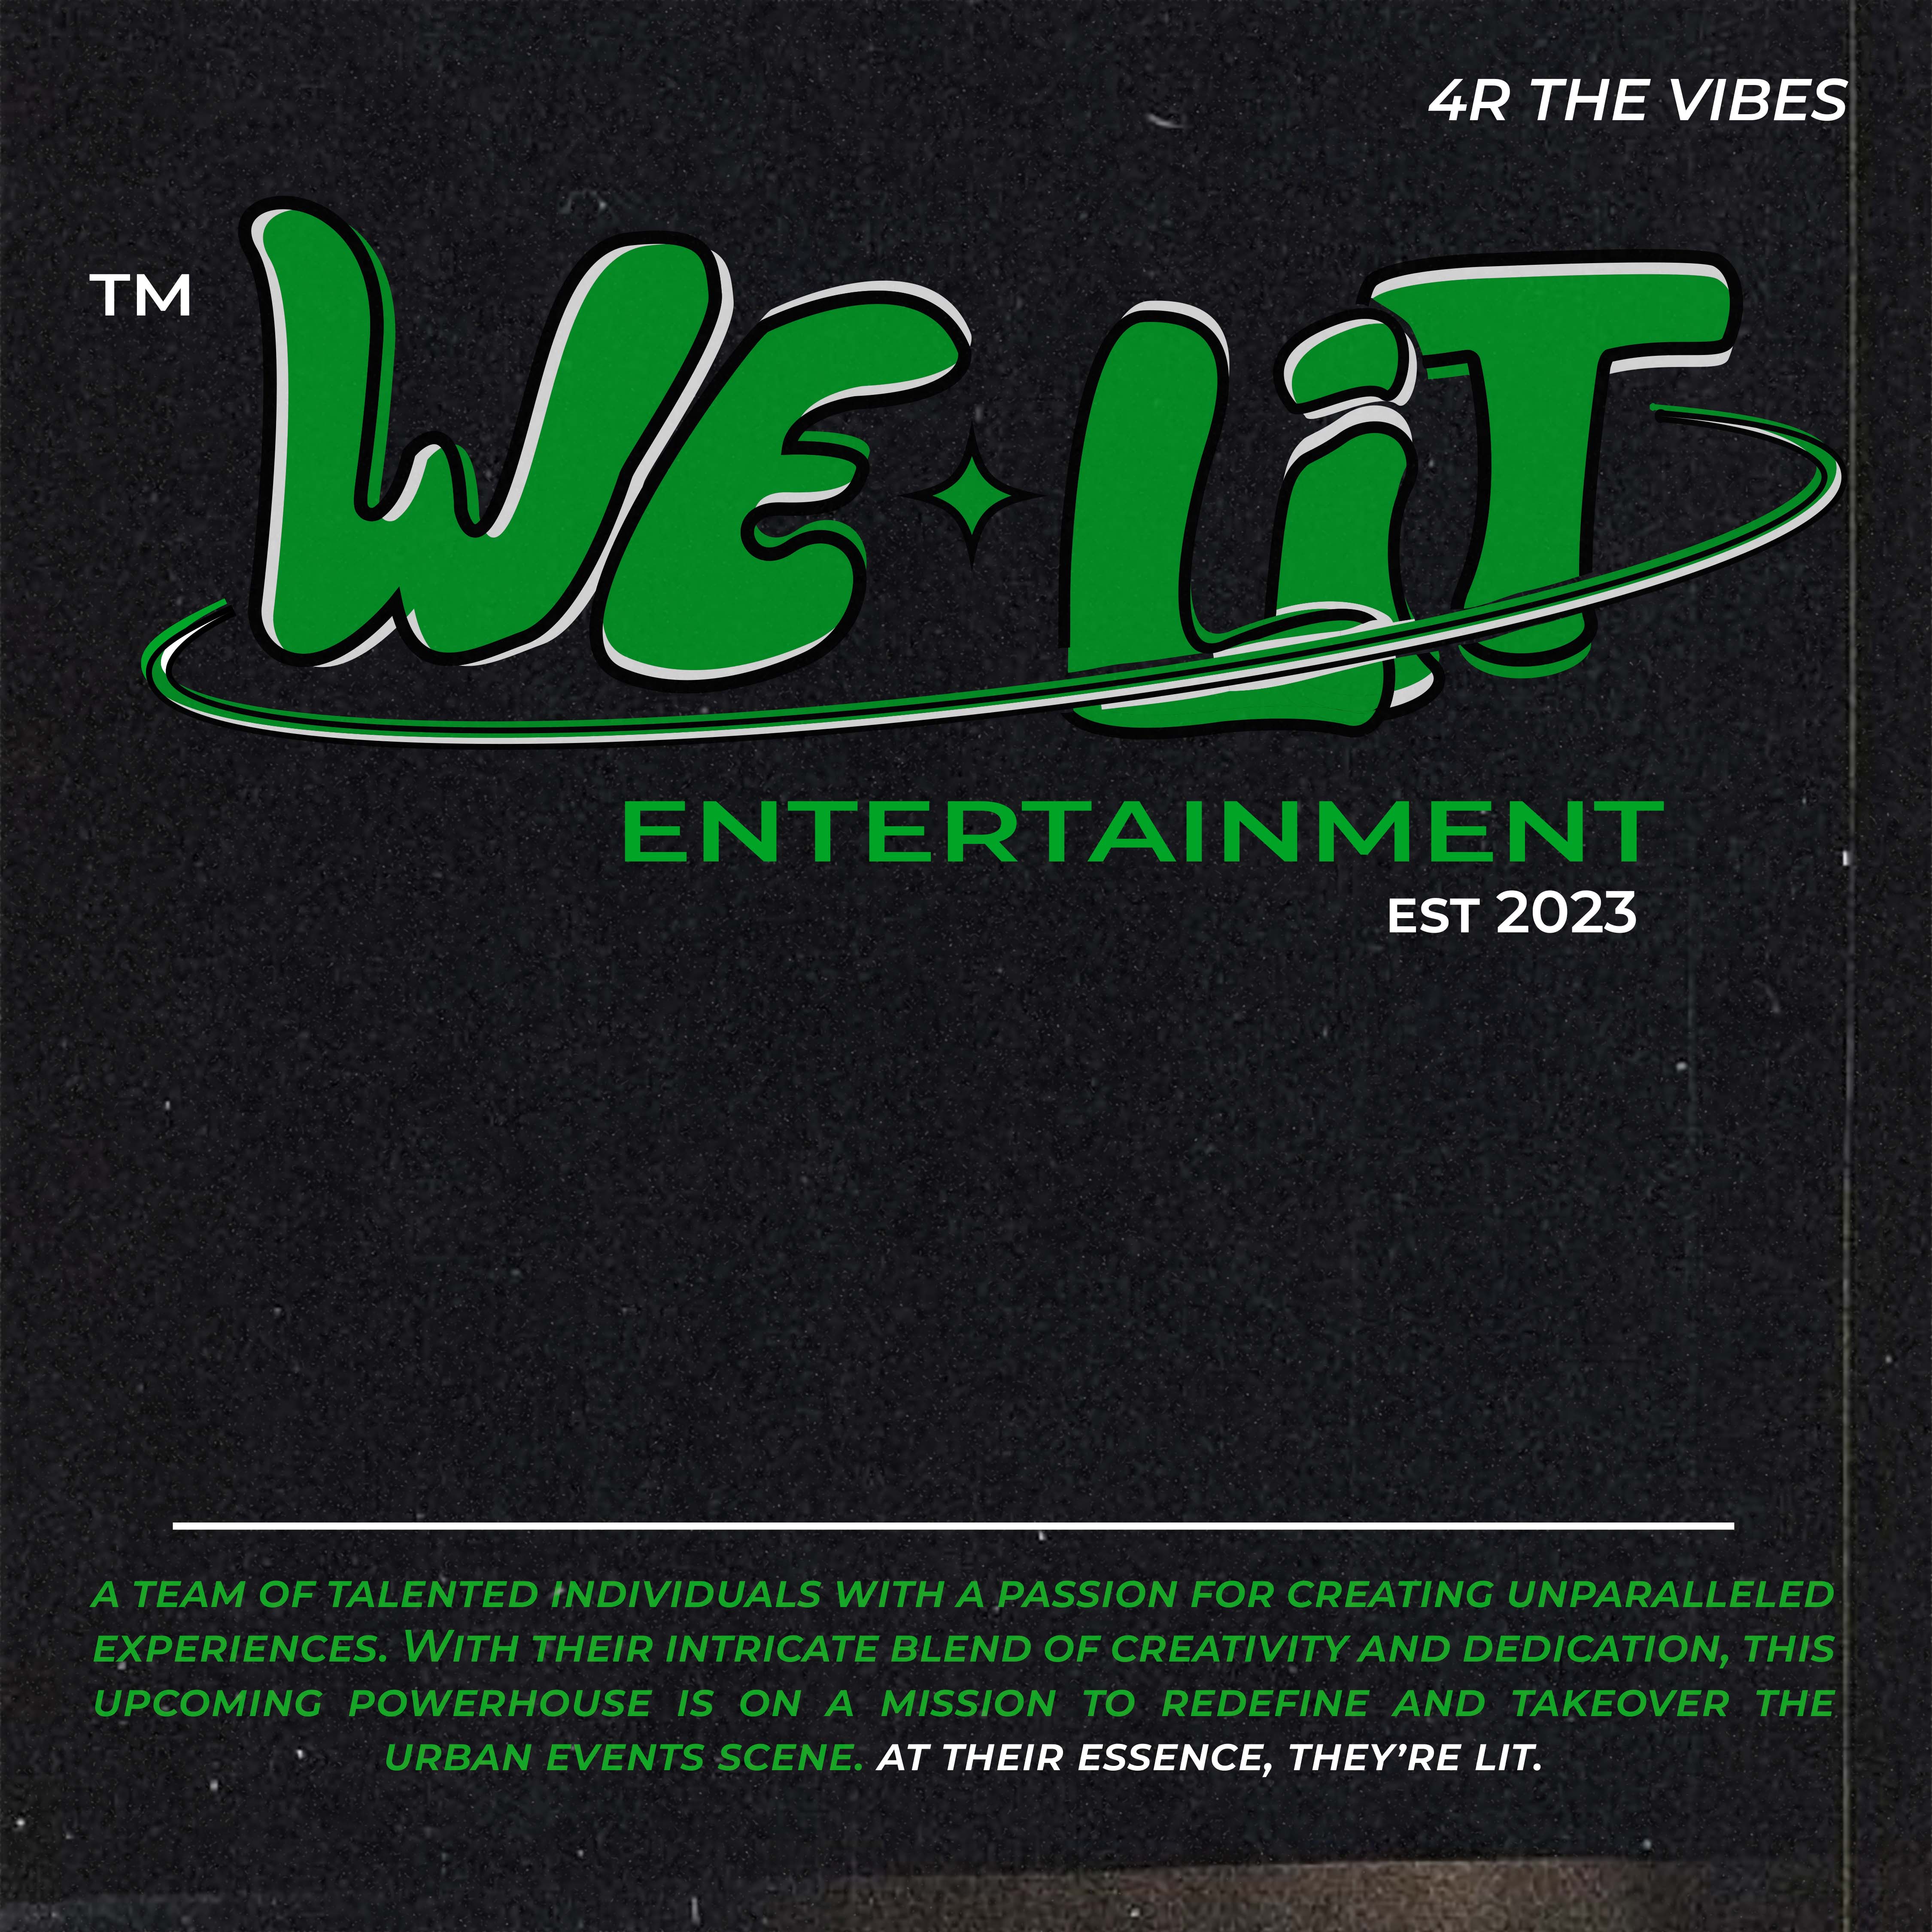 4R THE VIBES
TM
WE LiT
ENTERTAINMENT
EST 2023
A TEAM OF TALENTED INDIVIDUALS WITH A PASSION FOR CREATING UNPARALLELED
EXPERIENCES. WITH THEIR INTRICATE BLEND OF CREATIVITY AND DEDICATION, THIS
UPCOMING POWERHOUSE IS ON A MISSION TO REDEFINE AND TAKEOVER THE
URBAN EVENTS SCENE. AT THEIR ESSENCE, THEY’RE LIT.